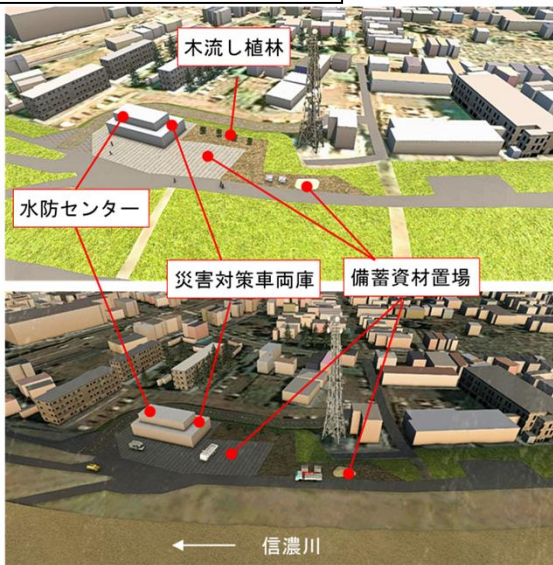 木流し植林
水防センター
災害対策車両庫
備蓄資材置場
信濃川